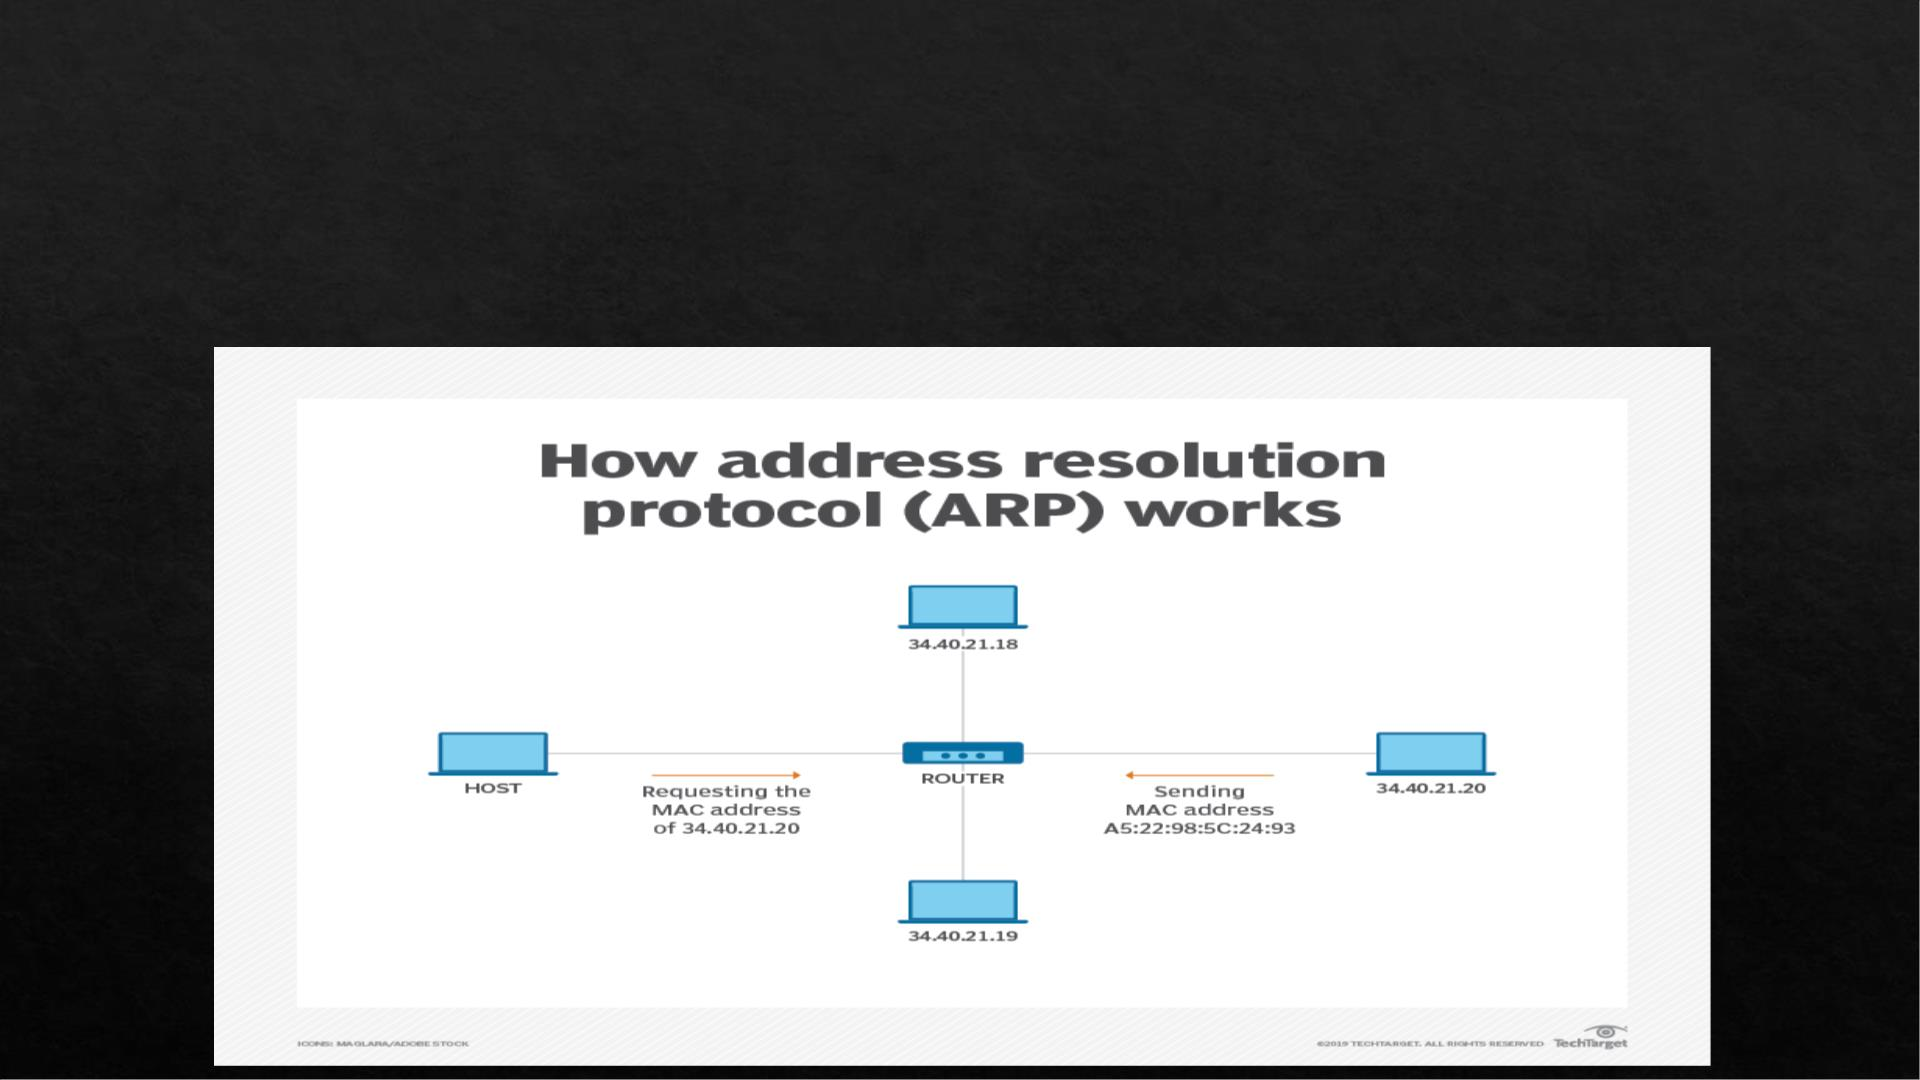 How address resolution
protocol (ARP) works
34.40.21.18
HOST
ROUTER
34.40.21.20
Requesting the
MAC address
of 34.40.21.20
Sending
MAC address
A5:22:98:5C:24:93
34.40.21.19
ICONS: MAGLARA/ADOBE STOCK
©2019 TECHTARGET. ALL RIGHTS RESERVED TechTarget